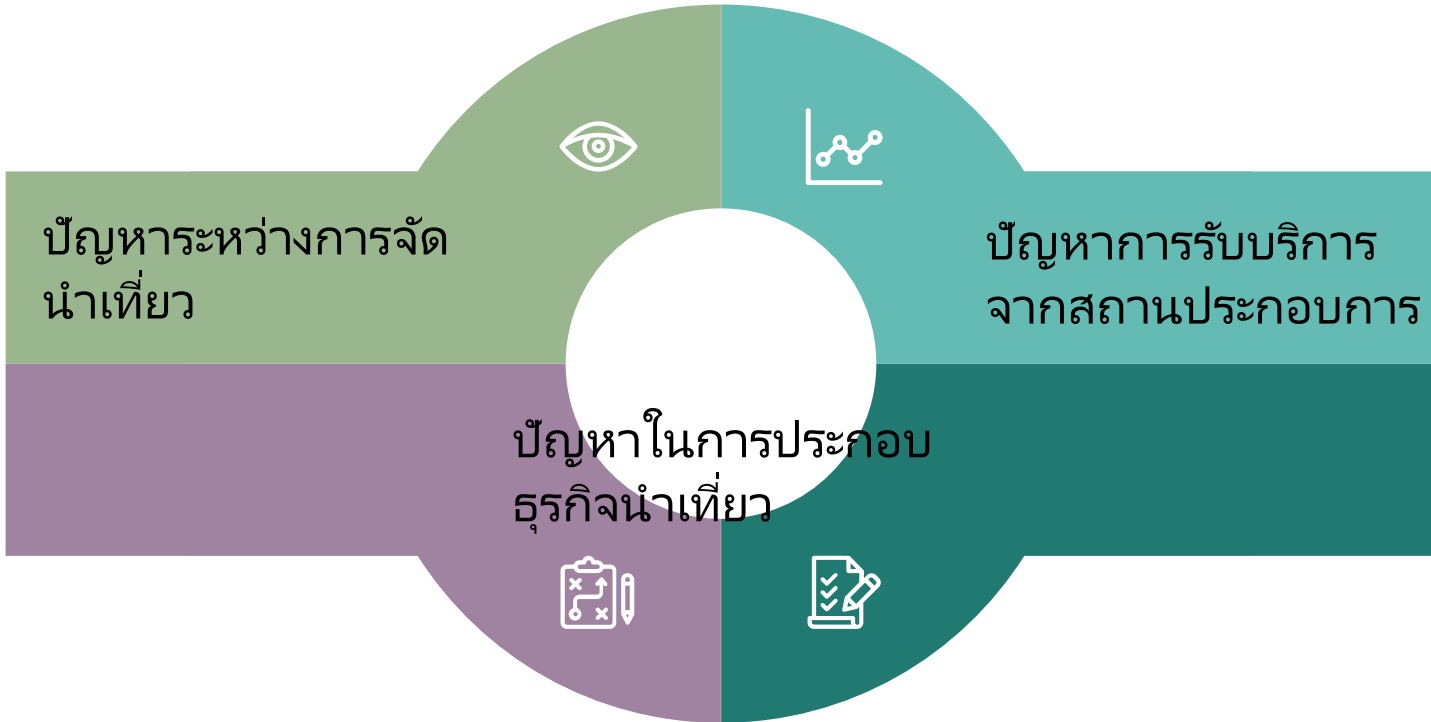 ปัญหาระหว่างการจัด
นำเที่ยว
ปัญหาการรับบริการ
จากสถานประกอบการ
ปัญหาในการประกอบ
ธุรกิจนำเที่ยว